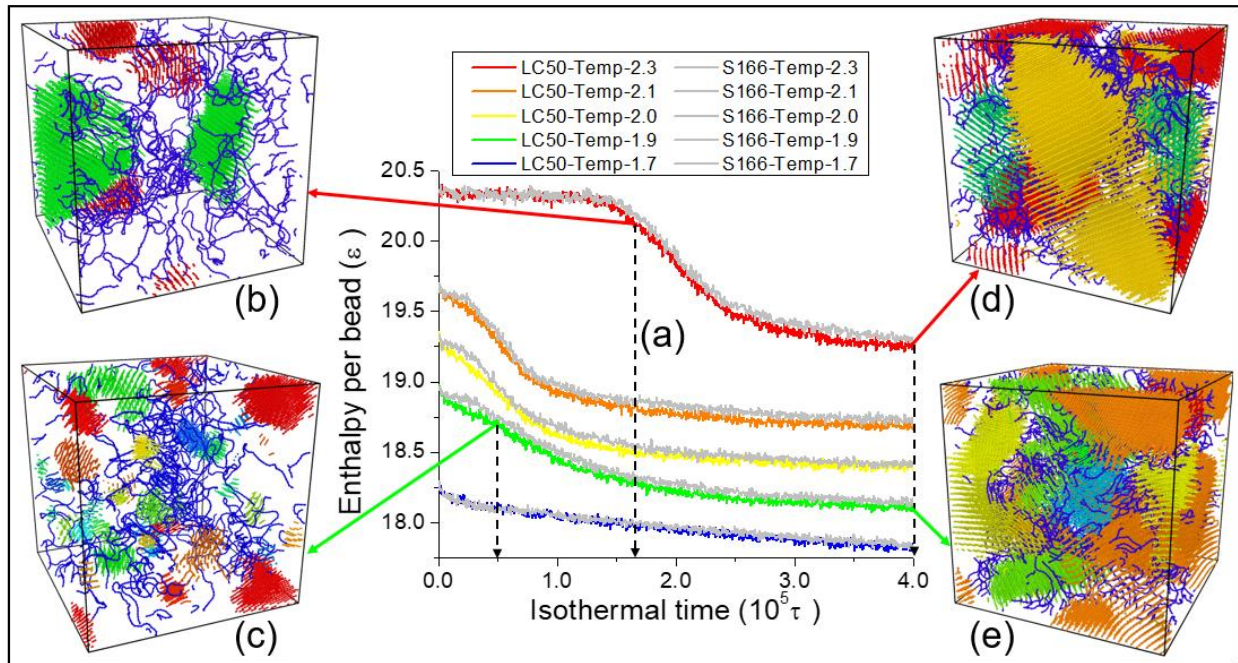 (b)
(d)
LC50-Temp-2.3 S166-Temp-2.3
LC50-Temp-2.1 S166-Temp-2.1
LC50-Temp-2.0 S166-Temp-2.0
LC50-Temp-1.9 S166-Temp-1.9
LC50-Temp-1.7 S166-Temp-1.7
(a)
Enthalpy per bead (ε)
20.5
20.0
19.5
19.0
18.5
18.0
0.0 1.0 2.0 3.0 4.0
Isothermal time (10⁵τ )
(c)
(e)